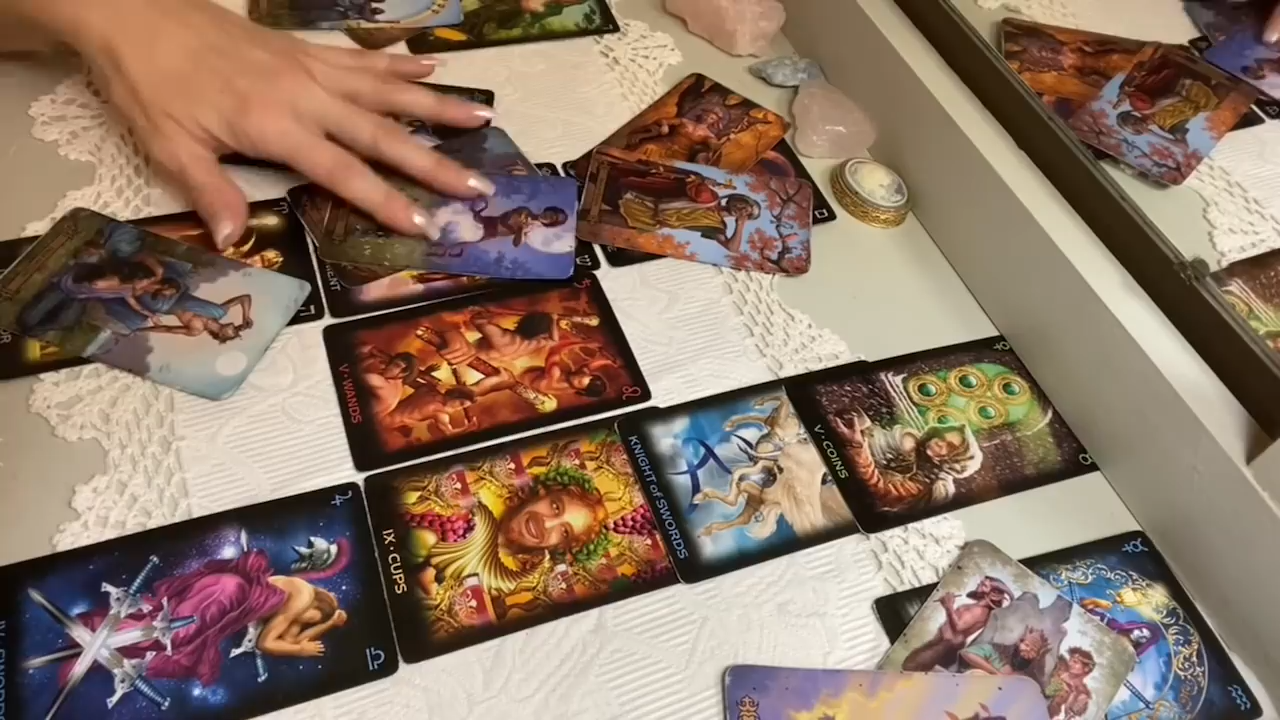 V • WANDS
V • COINS
KNIGHT of SWORDS
IX • CUPS